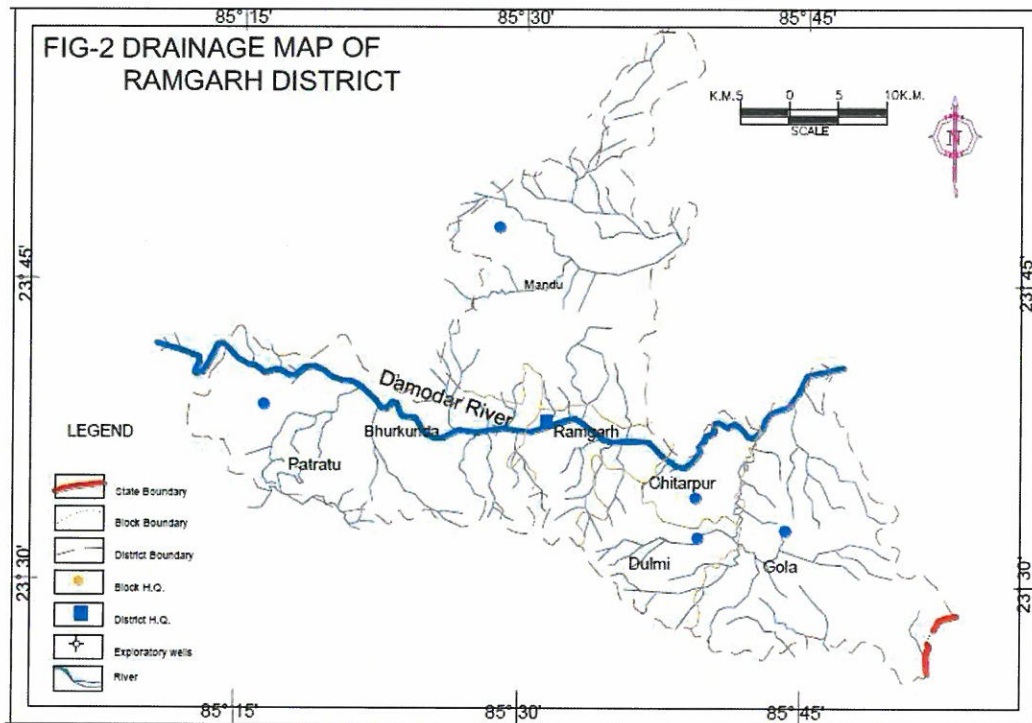 85° 15'
85° 30'
85° 45'
FIG-2 DRAINAGE MAP OF
RAMGARH DISTRICT
K.M.5 0 5 10K.M.
SCALE
N
23° 45'
23° 45'
Mandu
Damodar River
Bhurkunda
Ramgarh
LEGEND
Patratu
Chitarpur
State Boundary
Block Boundary
District Boundary
Dulmi
Gola
23° 30'
23° 30'
Block H.Q.
District H.Q.
Exploratory wells
River
85° 15'
85° 30'
85° 45'